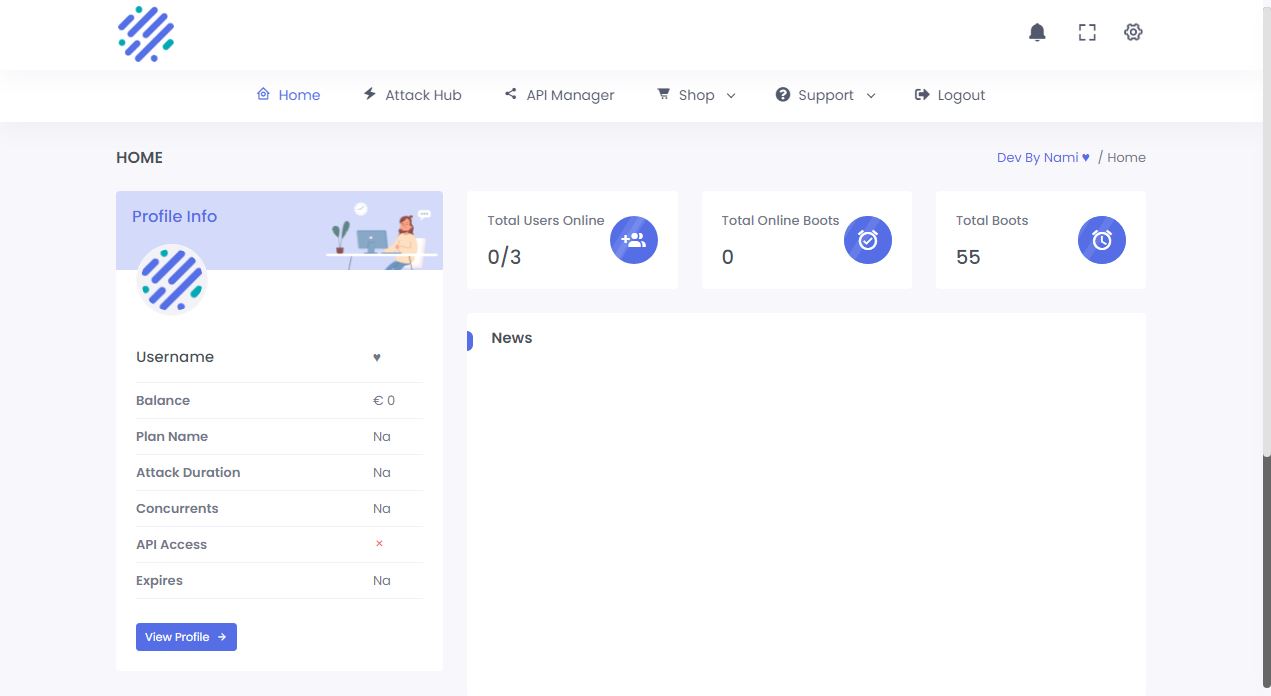 Home Attack Hub API Manager Shop Support Logout
HOME
Dev By Nami ♥ / Home
Profile Info
Username ♥
Balance € 0
Plan Name Na
Attack Duration Na
Concurrents Na
API Access ×
Expires Na
View Profile →
Total Users Online
0/3
Total Online Boots
0
Total Boots
55
News